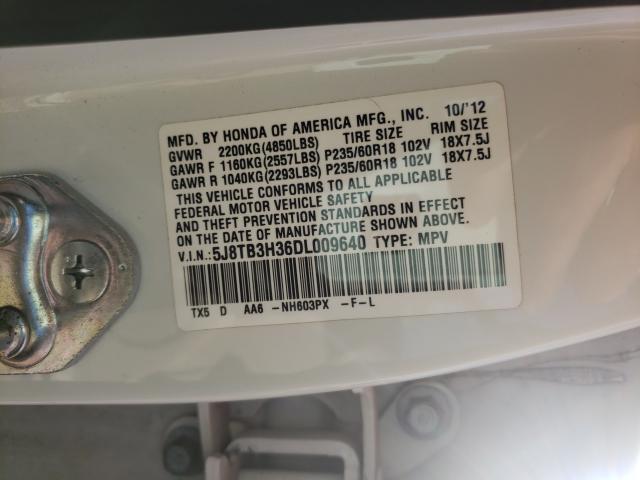 MFD. BY HONDA OF AMERICA MFG., INC. 10/'12
GVWR 2200KG(4850LBS) TIRE SIZE RIM SIZE
GAWR F 1160KG(2557LBS) P235/60R18 102V 18X7.5J
GAWR R 1040KG(2293LBS) P235/60R18 102V 18X7.5J
THIS VEHICLE CONFORMS TO ALL APPLICABLE
FEDERAL MOTOR VEHICLE SAFETY
AND THEFT PREVENTION STANDARDS IN EFFECT
ON THE DATE OF MANUFACTURE SHOWN ABOVE.
V.I.N.:5J8TB3H36DL009640 TYPE: MPV
TX5 D AA6 -NH603PX -F-L